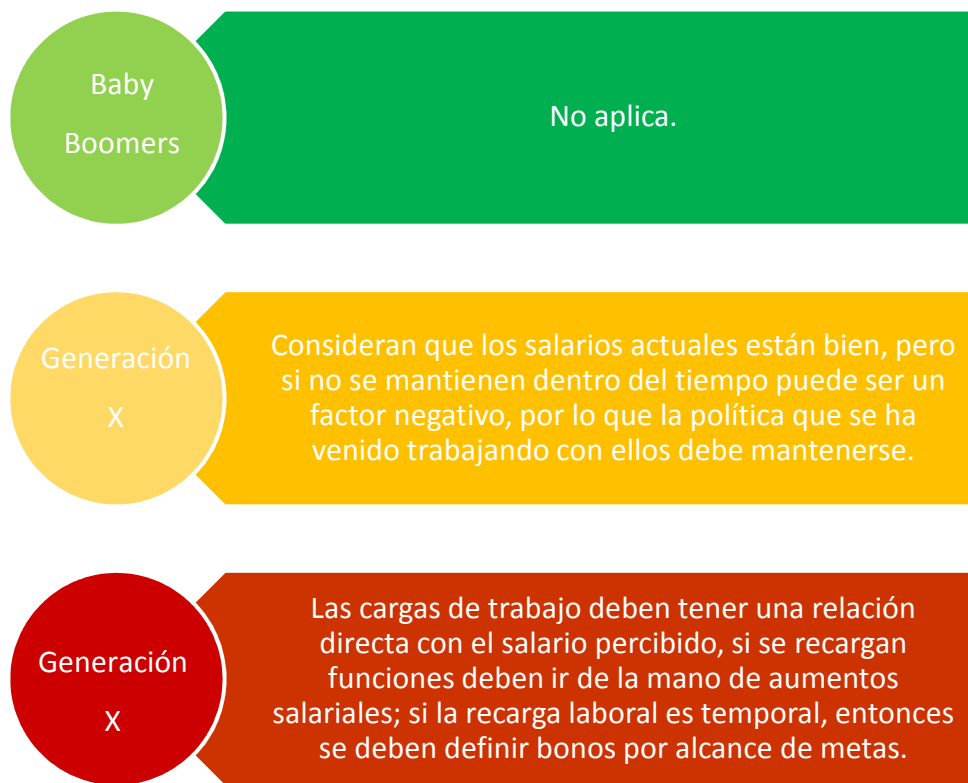 Baby
Boomers
No aplica.
Generación
X
Consideran que los salarios actuales están bien, pero
si no se mantienen dentro del tiempo puede ser un
factor negativo, por lo que la política que se ha
venido trabajando con ellos debe mantenerse.
Generación
X
Las cargas de trabajo deben tener una relación
directa con el salario percibido, si se recargan
funciones deben ir de la mano de aumentos
salariales; si la recarga laboral es temporal, entonces
se deben definir bonos por alcance de metas.